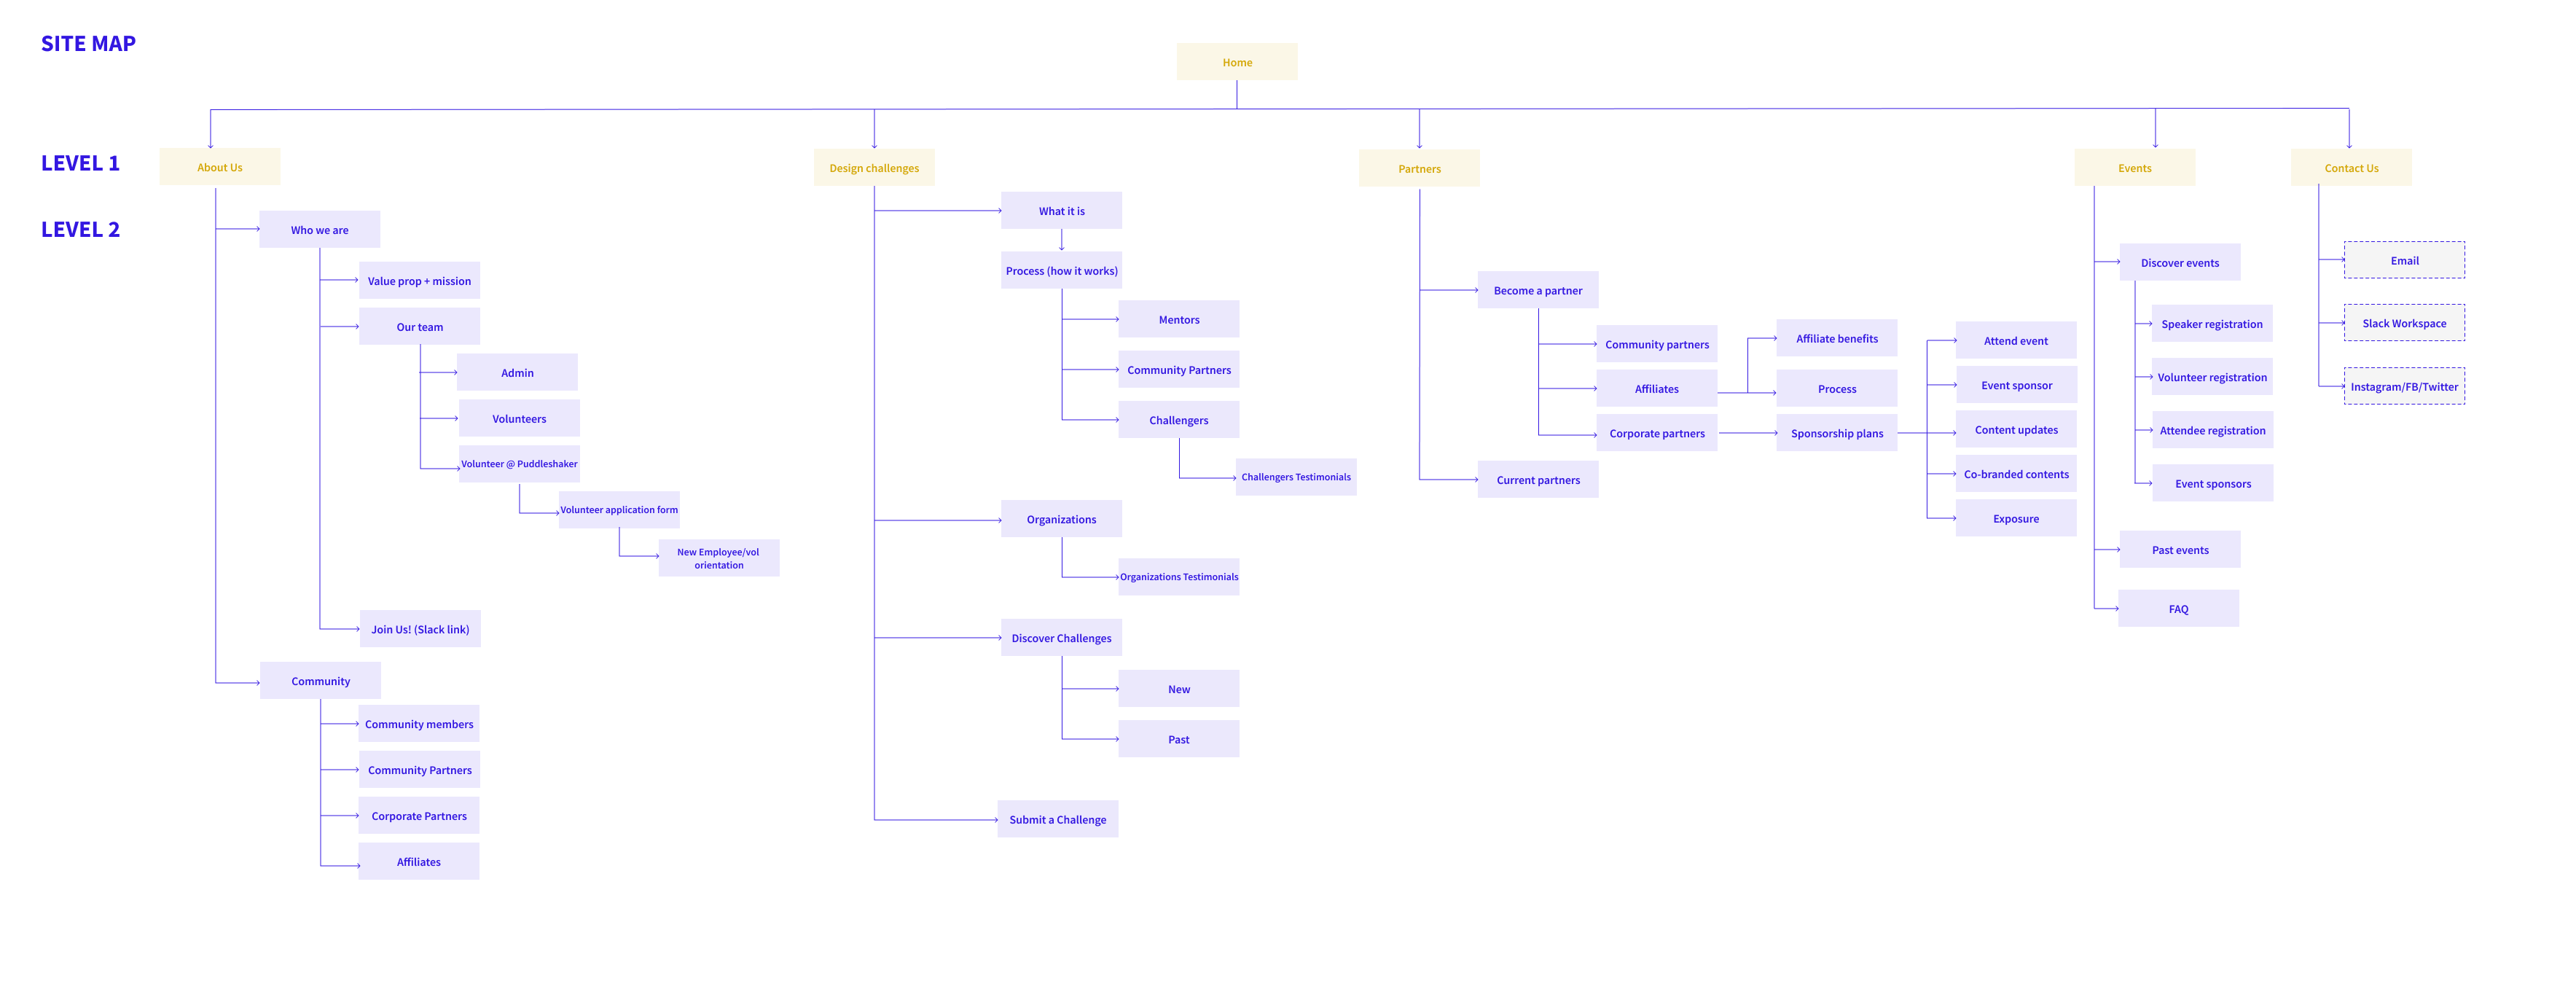 SITE MAP
Home
LEVEL 1
About Us
Design challenges
Partners
Events
Contact Us
LEVEL 2
Who we are
Value prop + mission
Our team
Admin
Volunteers
Volunteer @ Puddleshaker
Volunteer application form
New Employee/vol
orientation
Join Us! (Slack link)
Community
Community members
Community Partners
Corporate Partners
Affiliates
What it is
Process (how it works)
Mentors
Community Partners
Challengers
Challengers Testimonials
Organizations
Organizations Testimonials
Discover Challenges
New
Past
Submit a Challenge
Become a partner
Community partners
Affiliates
Affiliate benefits
Process
Corporate partners
Sponsorship plans
Attend event
Event sponsor
Content updates
Co-branded contents
Exposure
Current partners
Discover events
Speaker registration
Volunteer registration
Attendee registration
Event sponsors
Past events
FAQ
Email
Slack Workspace
Instagram/FB/Twitter